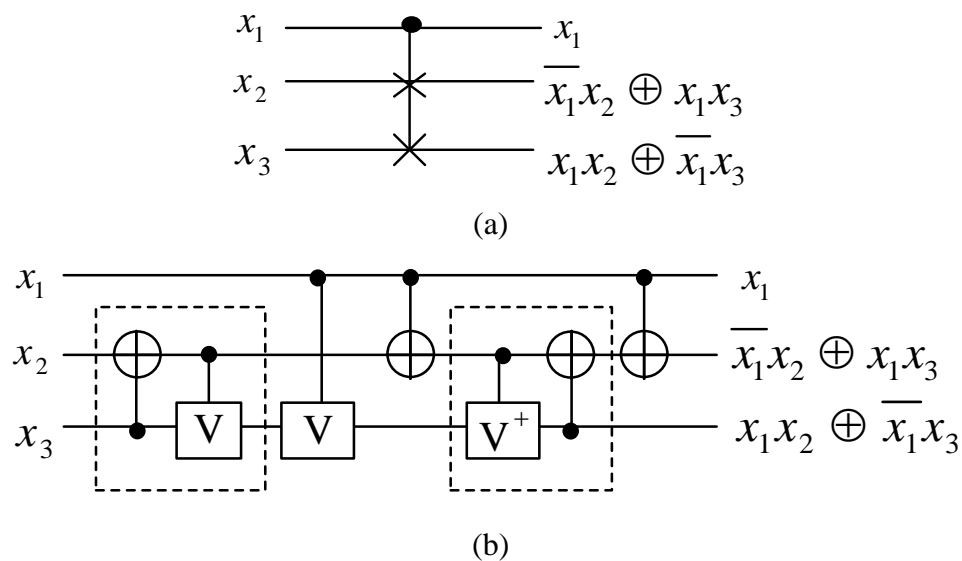 x₁ x₁
x₂ x̅₁x₂ ⊕ x₁x₃
x₃ x₁x₂ ⊕ x̅₁x₃
(a)
x₁ x₁
x₂ x̅₁x₂ ⊕ x₁x₃
x₃ V V V⁺ x₁x₂ ⊕ x̅₁x₃
(b)